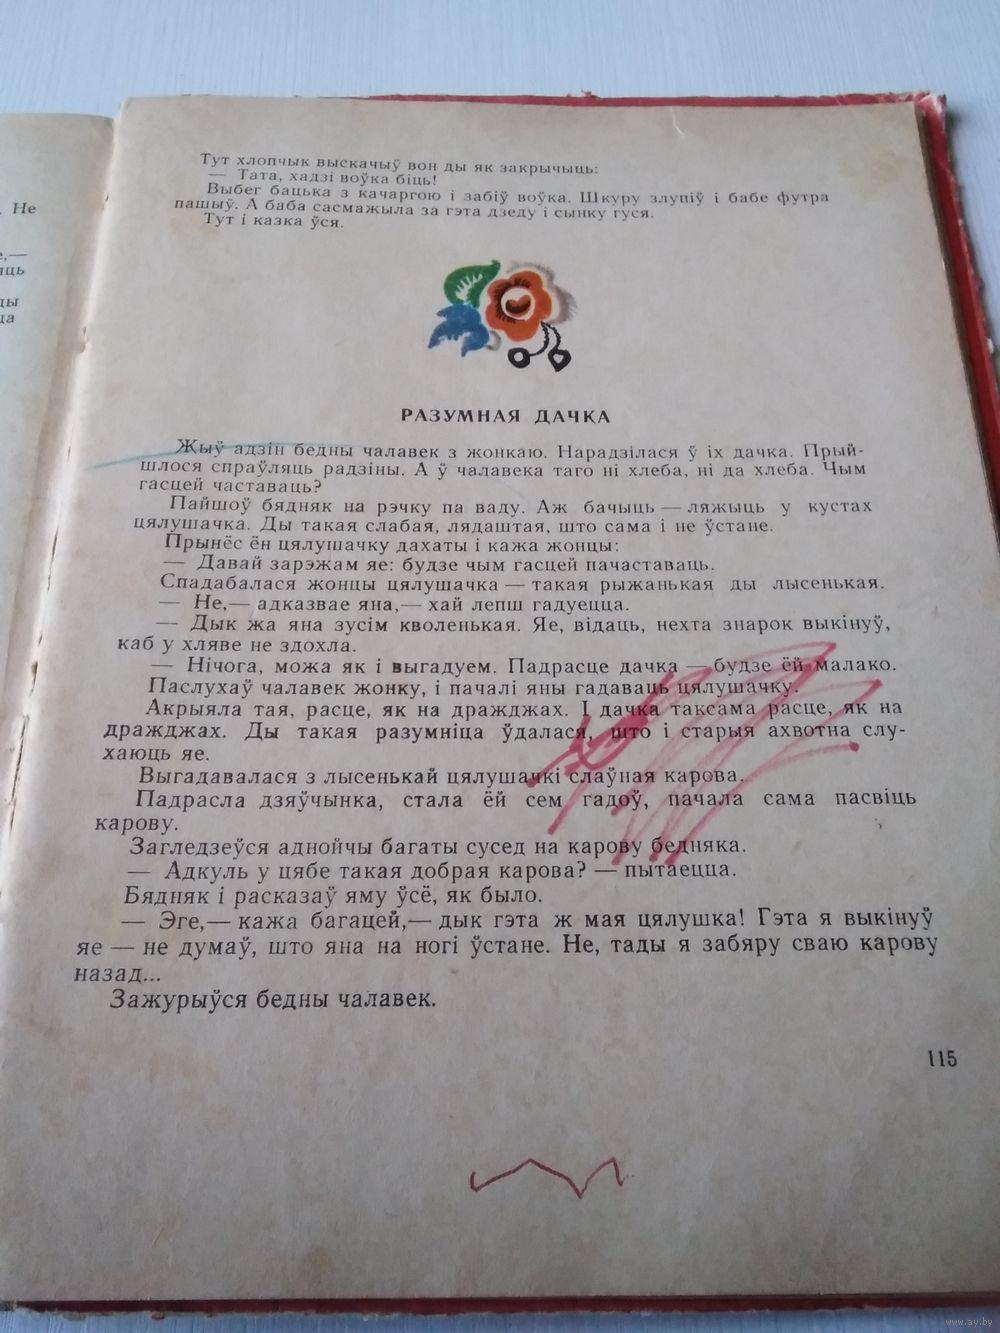 Тут хлопчык выскачыў вон ды як закрычыць:
— Тата, хадзі воўка біць!
Выбег бацька з качаргою і забіў воўка. Шкуру злупіў і бабе футра
пашыў. А баба сасмажыла за гэта дзеду і сынку гуся.
Тут і казка ўся.
РАЗУМНАЯ ДАЧКА
Жыў адзін бедны чалавек з жонкаю. Нарадзілася ў іх дачка. Прый-
шлося спраўляць радзіны. А ў чалавека таго ні хлеба, ні да хлеба. Чым
гасцей частаваць?
Пайшоў бядняк на рэчку па ваду. Аж бачыць — ляжыць у кустах
цялушачка. Ды такая слабая, лядаштая, што сама і не ўстане.
Прынёс ён цялушачку дахаты і кажа жонцы:
— Давай зарэжам яе: будзе чым гасцей пачаставаць.
Спадабалася жонцы цялушачка — такая рыжанькая ды лысенькая.
— Не,— адказвае яна,— хай лепш гадуецца.
— Дык жа яна зусім кволенькая. Яе, відаць, нехта знарок выкінуў,
каб у хляве не здохла.
— Нічога, можа як і выгадуем. Падрасце дачка — будзе ёй малако.
Паслухаў чалавек жонку, і пачалі яны гадаваць цялушачку.
Акрыяла тая, расце, як на дражджах. І дачка таксама расце, як на
дражджах. Ды такая разумніца ўдалася, што і старыя ахвотна слу-
хаюць яе.
Выгадавалася з лысенькай цялушачкі слаўная карова.
Падрасла дзяўчынка, стала ёй сем гадоў, пачала сама пасвіць
карову.
Загледзеўся аднойчы багаты сусед на карову бедняка.
— Адкуль у цябе такая добрая карова? — пытаецца.
Бядняк і расказаў яму ўсё, як было.
— Эге,— кажа багацей,— дык гэта ж мая цялушка! Гэта я выкінуў
яе — не думаў, што яна на ногі ўстане. Не, тады я забяру сваю карову
назад...
Зажурыўся бедны чалавек.
115
. Не
е,—
яць
цы
ца
www.ay.by